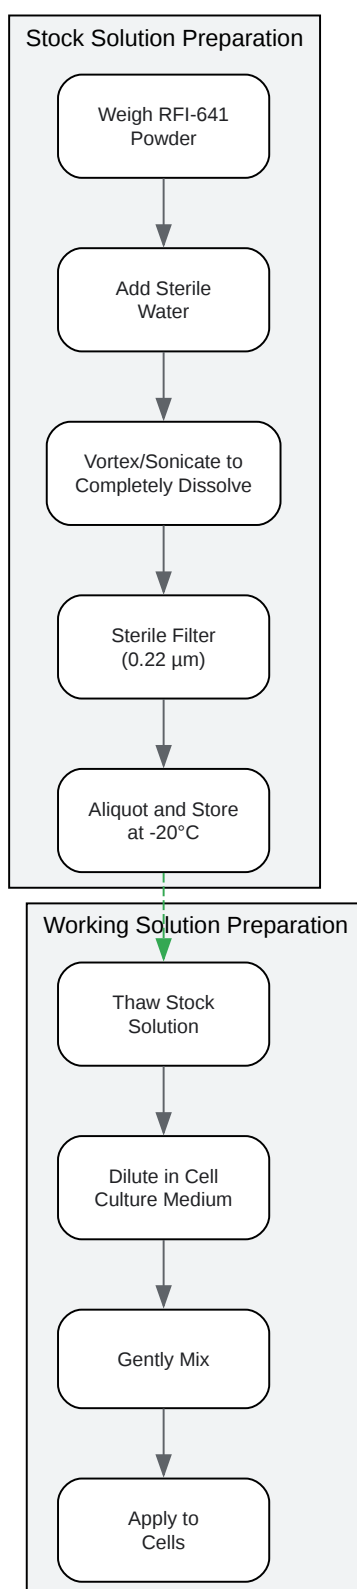 Stock Solution Preparation
Weigh RFI-641
Powder
Add Sterile
Water
Vortex/Sonicate to
Completely Dissolve
Sterile Filter
(0.22 µm)
Aliquot and Store
at -20°C
Working Solution Preparation
Thaw Stock
Solution
Dilute in Cell
Culture Medium
Gently Mix
Apply to
Cells